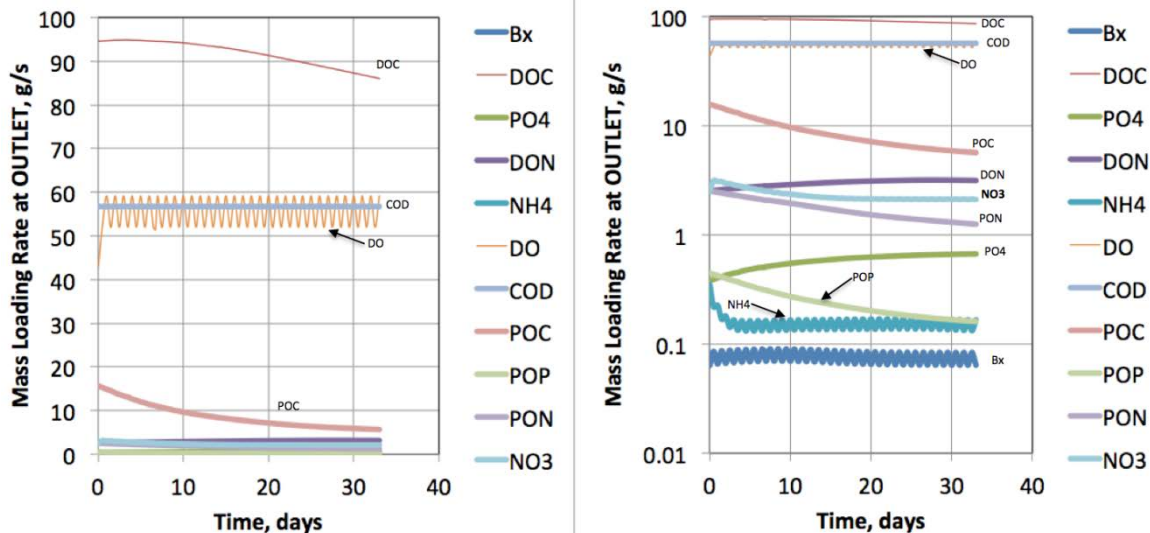 Mass Loading Rate at OUTLET, g/s
100
90
80
70
60
50
40
30
20
10
0
0 10 20 30 40
Time, days
DOC
COD
DO
POC
Bx
DOC
PO4
DON
NH4
DO
COD
POC
POP
PON
NO3
Mass Loading Rate at OUTLET, g/s
100
10
1
0.1
0.01
0 10 20 30 40
Time, days
DOC
COD
DO
POC
DON
NO3
PON
PO4
POP
NH4
Bx
Bx
DOC
PO4
DON
NH4
DO
COD
POC
POP
PON
NO3